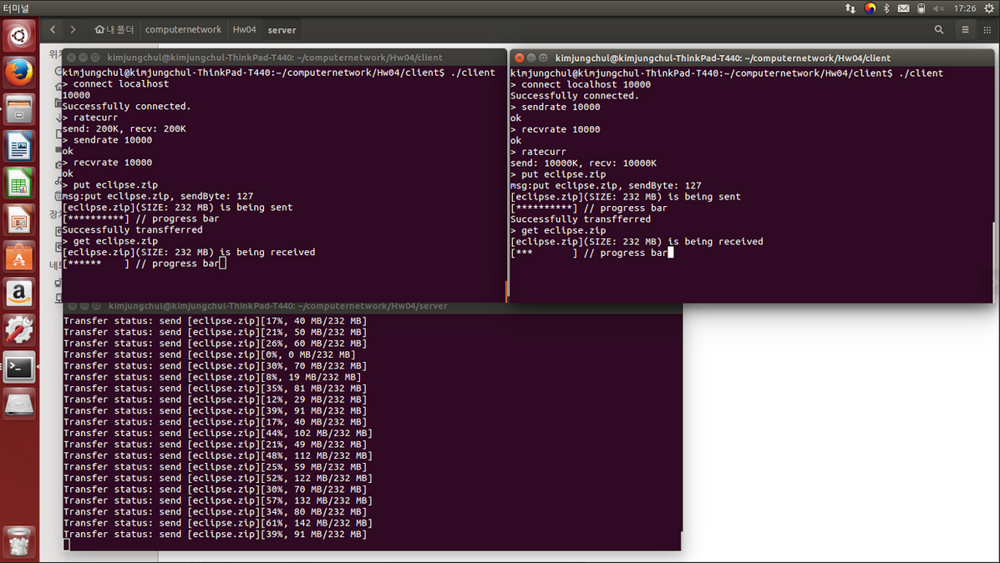 터미널
17:26
내 폴더 computernetwork Hw04 server
위치
kimjungchul@kimjungchul-ThinkPad-T440: ~/computernetwork/Hw04/client
kimjungchul@kimjungchul-ThinkPad-T440:~/computernetwork/Hw04/client$ ./client
> connect localhost
10000
Successfully connected.
> ratecurr
send: 200K, recv: 200K
> sendrate 10000
ok
> recvrate 10000
ok
> put eclipse.zip
msg:put eclipse.zip, sendByte: 127
[eclipse.zip](SIZE: 232 MB) is being sent
[**********] // progress bar
Successfully transfferred
> get eclipse.zip
[eclipse.zip](SIZE: 232 MB) is being received
[******    ] // progress bar
kimjungchul@kimjungchul-ThinkPad-T440: ~/computernetwork/Hw04/client
kimjungchul@kimjungchul-ThinkPad-T440:~/computernetwork/Hw04/client$ ./client
> connect localhost 10000
Successfully connected.
> sendrate 10000
ok
> recvrate 10000
ok
> ratecurr
send: 10000K, recv: 10000K
> put eclipse.zip
msg:put eclipse.zip, sendByte: 127
[eclipse.zip](SIZE: 232 MB) is being sent
[**********] // progress bar
Successfully transfferred
> get eclipse.zip
[eclipse.zip](SIZE: 232 MB) is being received
[***       ] // progress bar
kimjungchul@kimjungchul-ThinkPad-T440: ~/computernetwork/Hw04/server
Transfer status: send [eclipse.zip][17%, 40 MB/232 MB]
Transfer status: send [eclipse.zip][21%, 50 MB/232 MB]
Transfer status: send [eclipse.zip][26%, 60 MB/232 MB]
Transfer status: send [eclipse.zip][0%, 0 MB/232 MB]
Transfer status: send [eclipse.zip][30%, 70 MB/232 MB]
Transfer status: send [eclipse.zip][8%, 19 MB/232 MB]
Transfer status: send [eclipse.zip][35%, 81 MB/232 MB]
Transfer status: send [eclipse.zip][12%, 29 MB/232 MB]
Transfer status: send [eclipse.zip][39%, 91 MB/232 MB]
Transfer status: send [eclipse.zip][17%, 40 MB/232 MB]
Transfer status: send [eclipse.zip][44%, 102 MB/232 MB]
Transfer status: send [eclipse.zip][21%, 49 MB/232 MB]
Transfer status: send [eclipse.zip][48%, 112 MB/232 MB]
Transfer status: send [eclipse.zip][25%, 59 MB/232 MB]
Transfer status: send [eclipse.zip][52%, 122 MB/232 MB]
Transfer status: send [eclipse.zip][30%, 70 MB/232 MB]
Transfer status: send [eclipse.zip][57%, 132 MB/232 MB]
Transfer status: send [eclipse.zip][34%, 80 MB/232 MB]
Transfer status: send [eclipse.zip][61%, 142 MB/232 MB]
Transfer status: send [eclipse.zip][39%, 91 MB/232 MB]